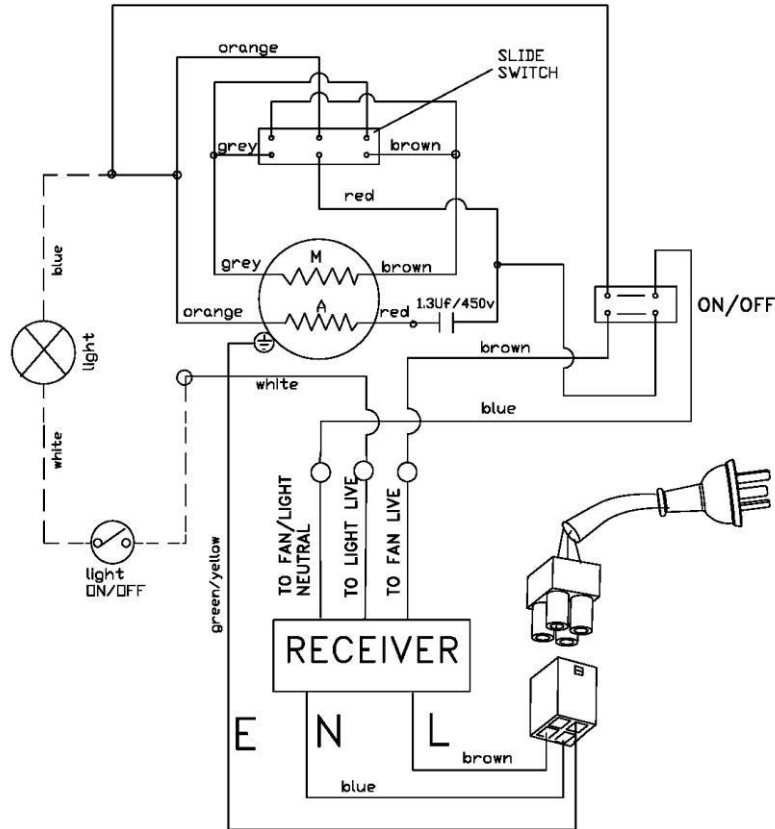 orange
SLIDE
SWITCH
grey
brown
red
blue
M
grey
brown
1.3Uf/450v
orange
A
red
ON/OFF
light
brown
white
blue
white
TO FAN/LIGHT
NEUTRAL
TO LIGHT LIVE
TO FAN LIVE
light
ON/OFF
green/yellow
RECEIVER
E
N
L
brown
blue